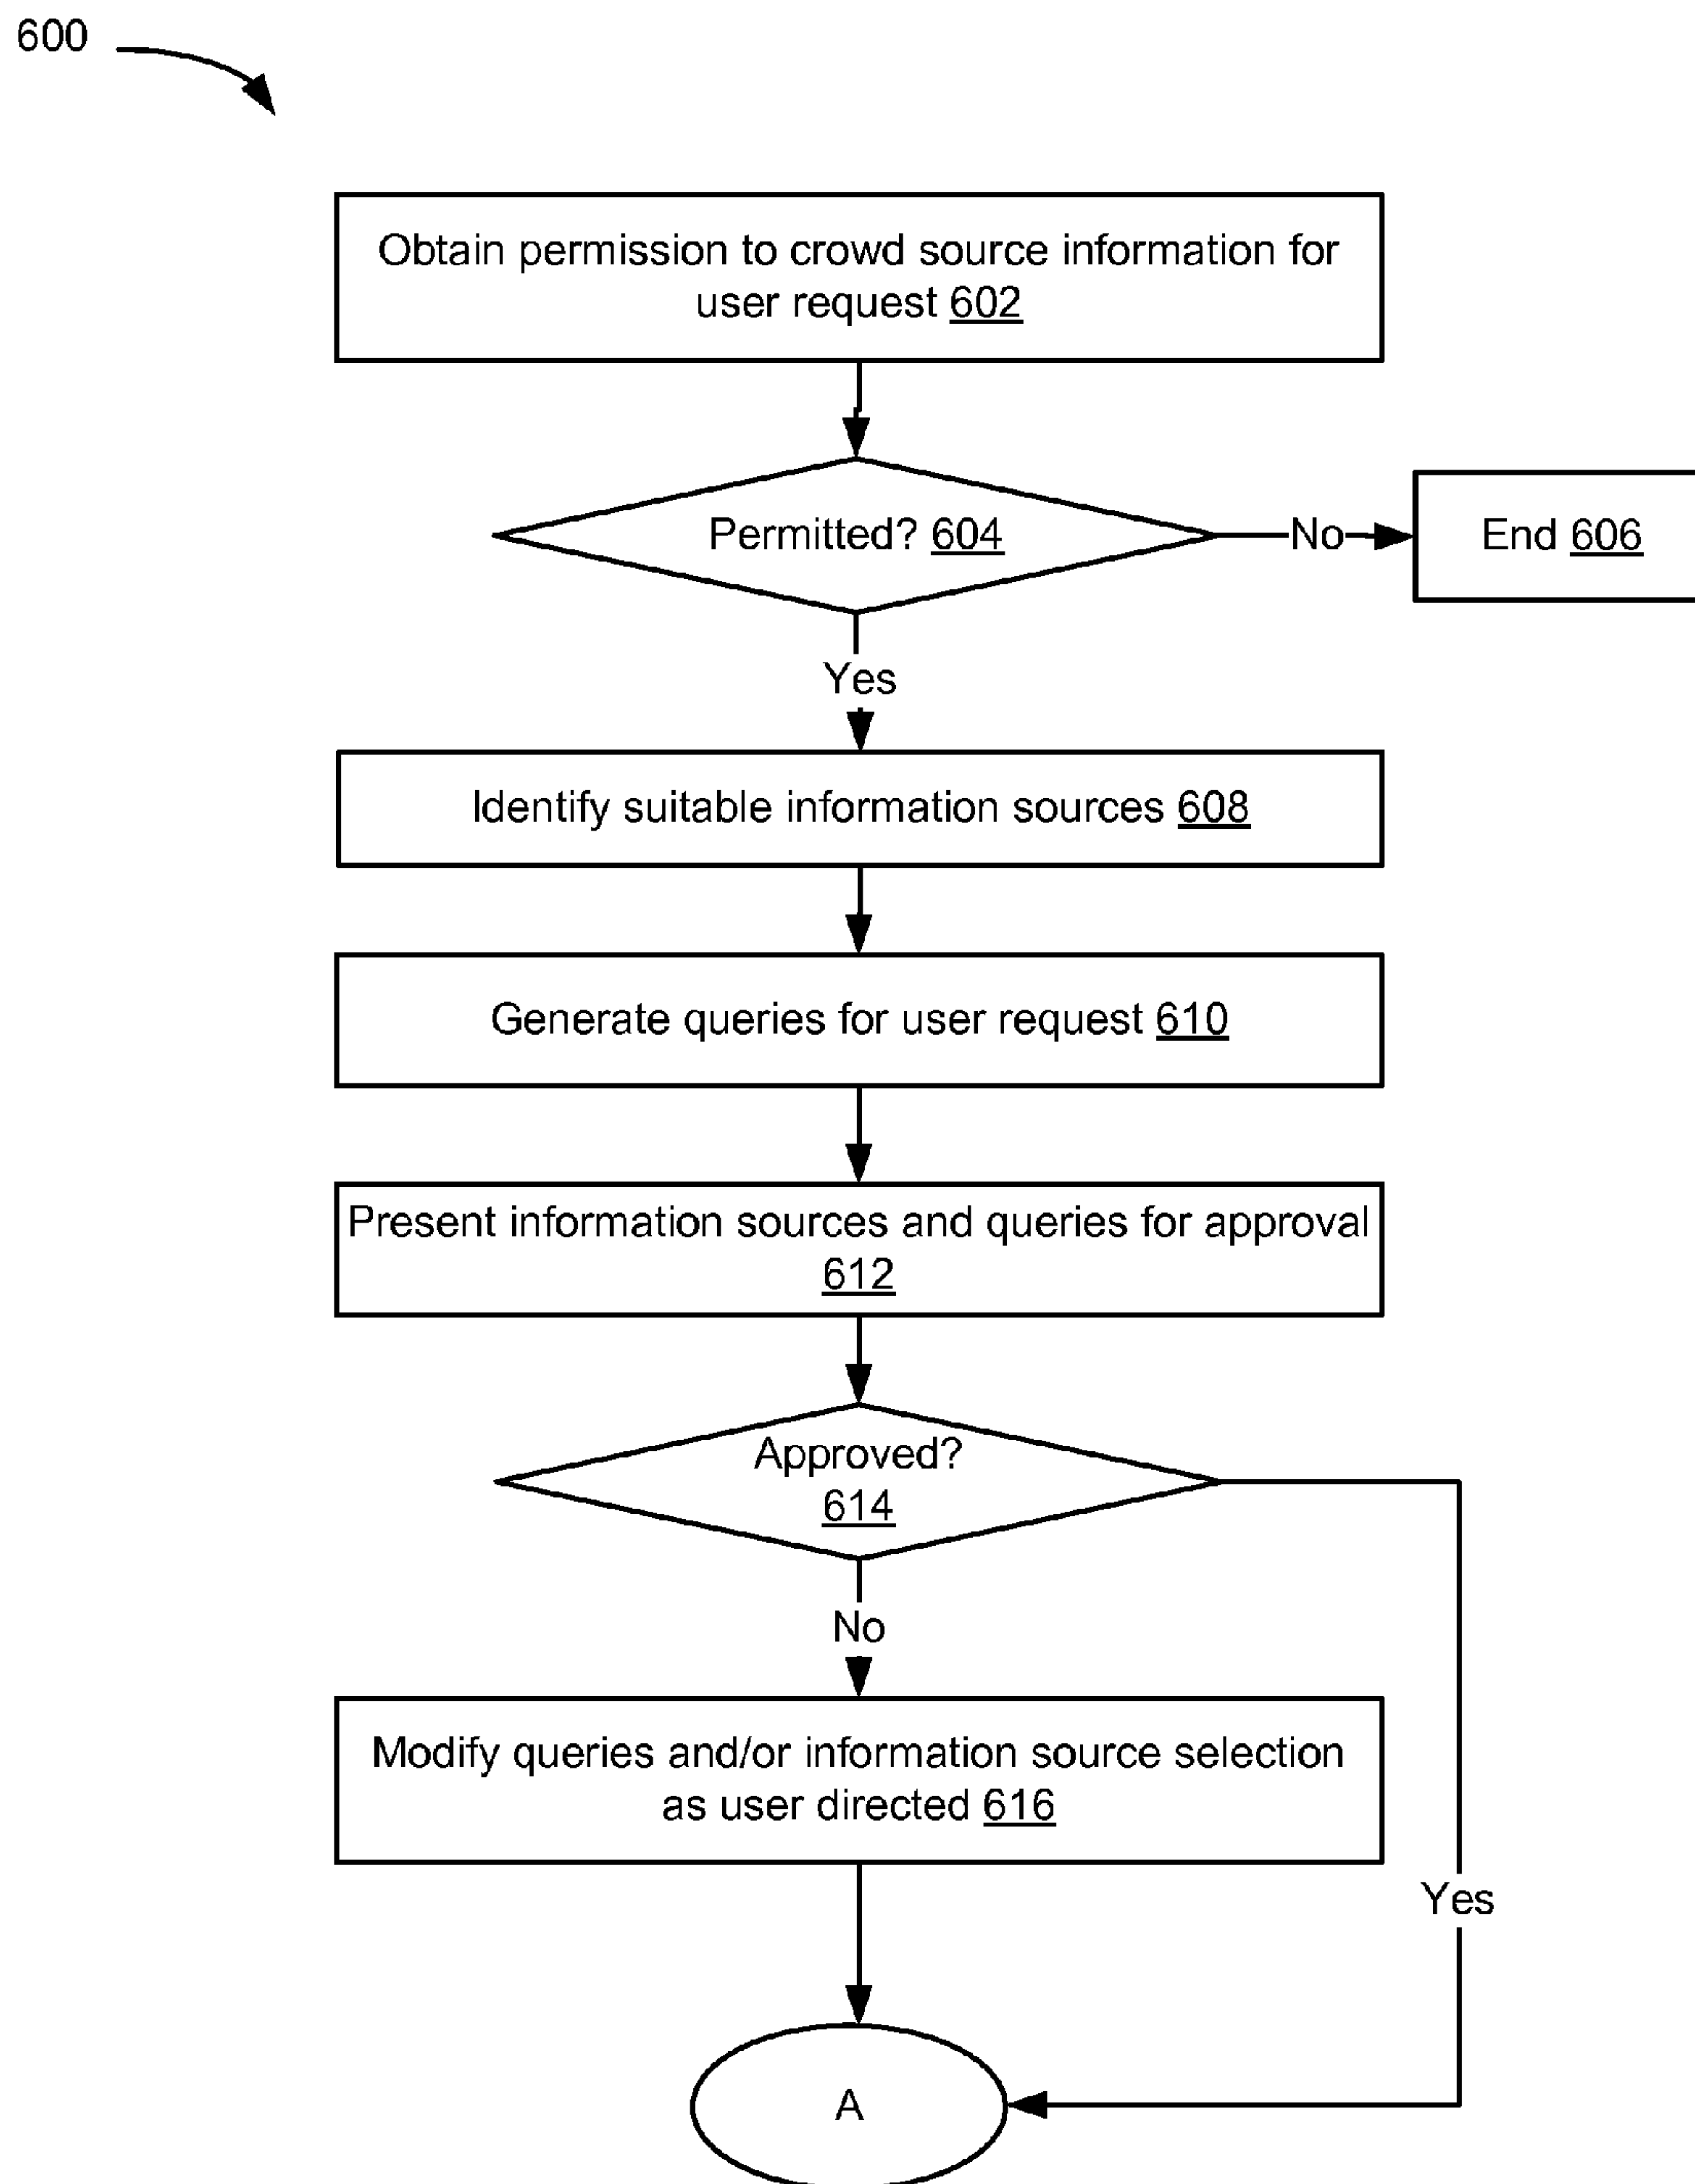 600
Obtain permission to crowd source information for
user request 602
Permitted? 604
No
End 606
Yes
Identify suitable information sources 608
Generate queries for user request 610
Present information sources and queries for approval
612
Approved?
614
No
Modify queries and/or information source selection
as user directed 616
Yes
A